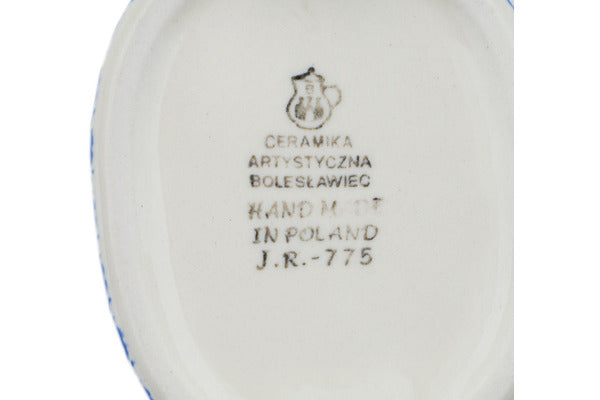 CERAMIKA
ARTYSTYCZNA
BOLESŁAWIEC
HAND MADE
IN POLAND
J.R.-775